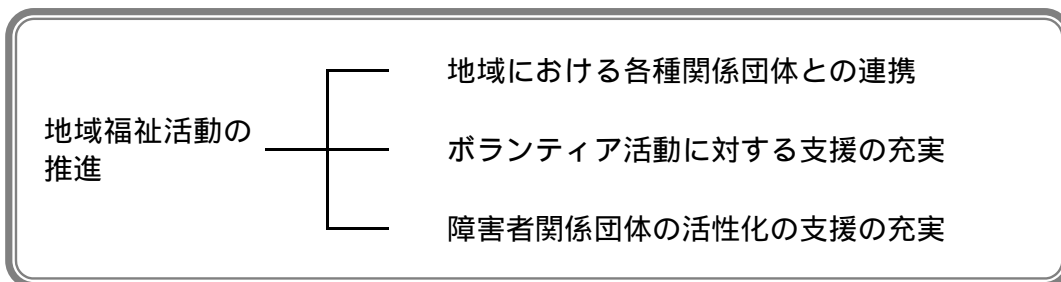 地域における各種関係団体との連携
地域福祉活動の
推進
ボランティア活動に対する支援の充実
障害者関係団体の活性化の支援の充実